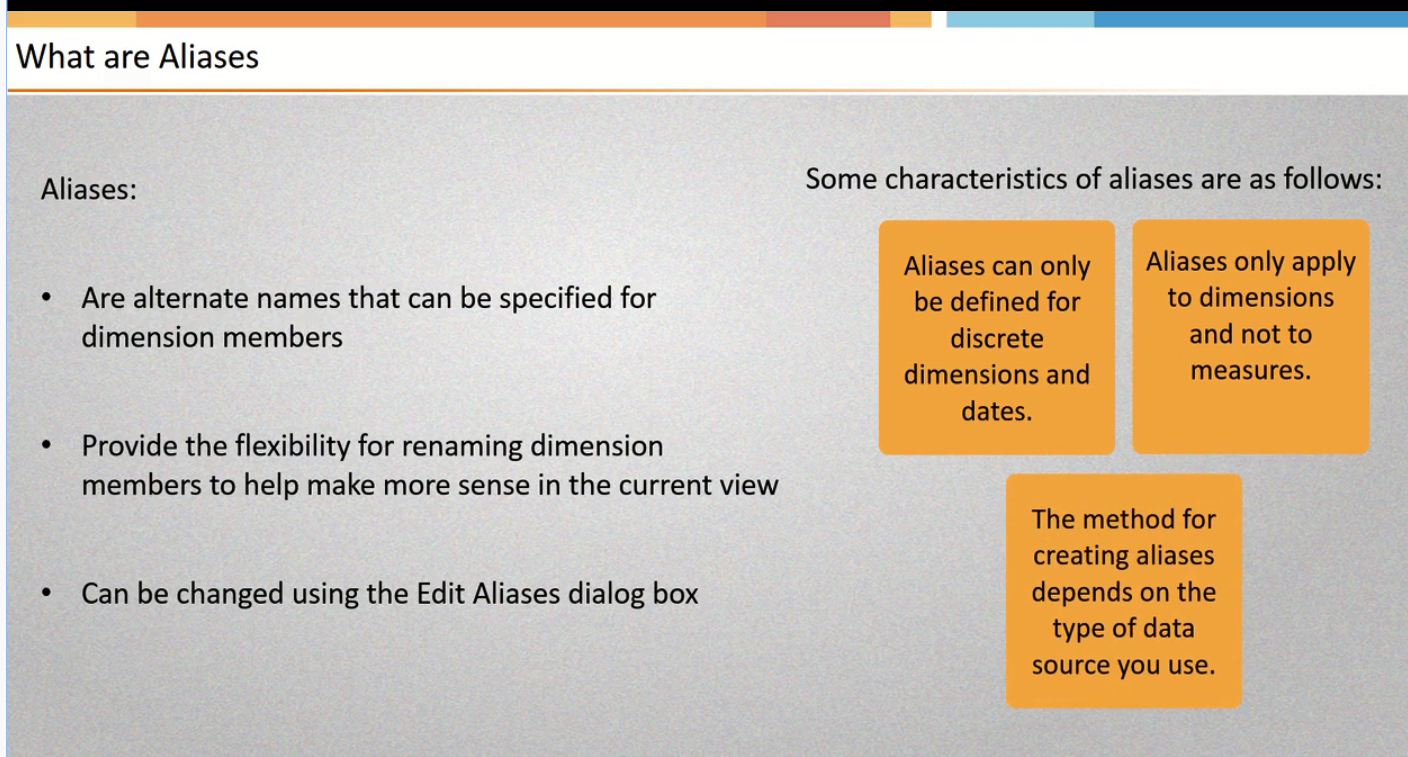 What are Aliases
Aliases:
• Are alternate names that can be specified for
dimension members
• Provide the flexibility for renaming dimension
members to help make more sense in the current view
• Can be changed using the Edit Aliases dialog box
Some characteristics of aliases are as follows:
Aliases can only
be defined for
discrete
dimensions and
dates.
Aliases only apply
to dimensions
and not to
measures.
The method for
creating aliases
depends on the
type of data
source you use.